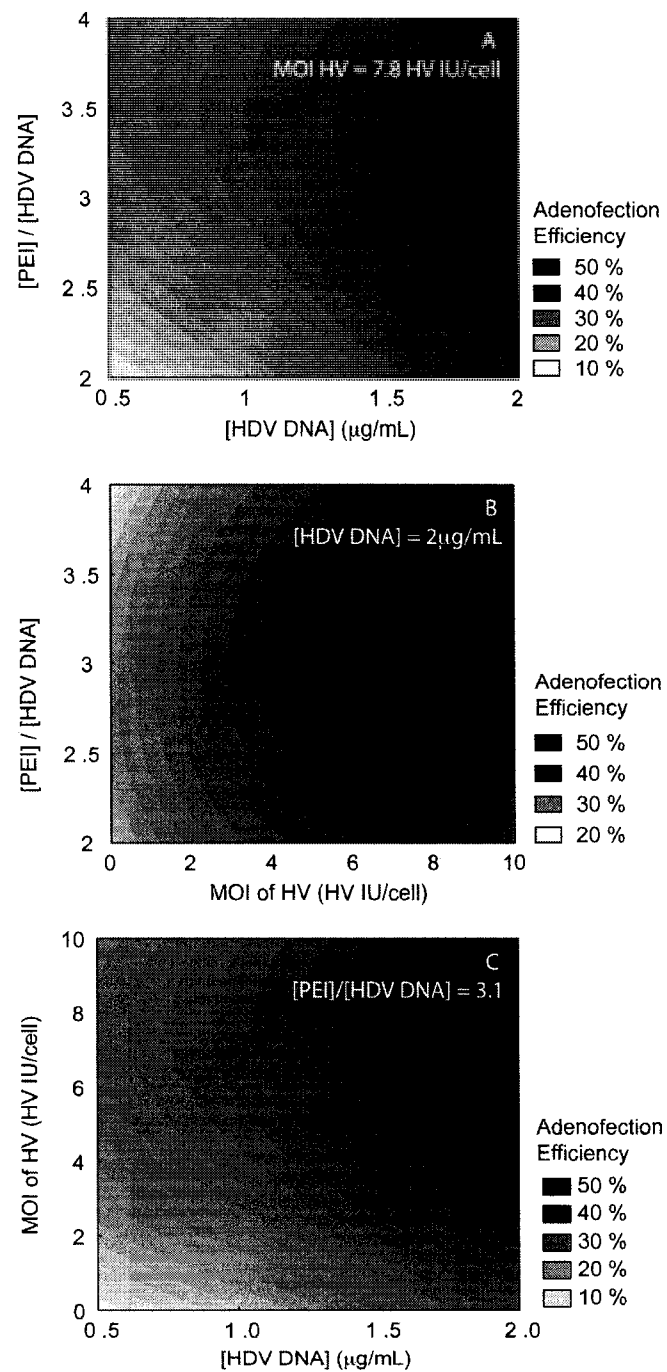 A
MOI HV = 7.8 HV IU/cell
[PEI] / [HDV DNA]
4
3.5
3
2.5
2
0.5
1
1.5
2
[HDV DNA] (µg/mL)
Adenofection
Efficiency
50 %
40 %
30 %
20 %
10 %
B
[HDV DNA] = 2µg/mL
[PEI] / [HDV DNA]
4
3.5
3
2.5
2
0
2
4
6
8
10
MOI of HV (HV IU/cell)
Adenofection
Efficiency
50 %
40 %
30 %
20 %
C
[PEI]/[HDV DNA] = 3.1
MOI of HV (HV IU/cell)
10
8
6
4
2
0
0.5
1.0
1.5
2.0
[HDV DNA] (µg/mL)
Adenofection
Efficiency
50 %
40 %
30 %
20 %
10 %